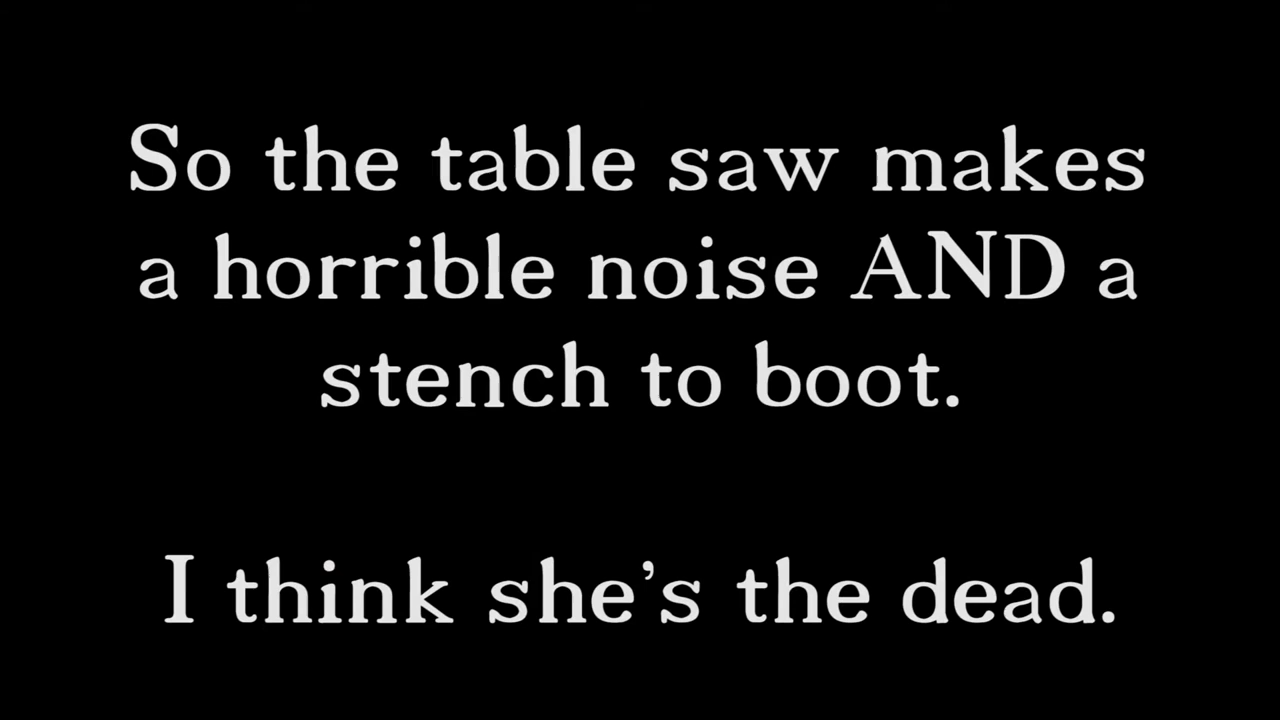 So the table saw makes
a horrible noise AND a
stench to boot.
I think she's the dead.